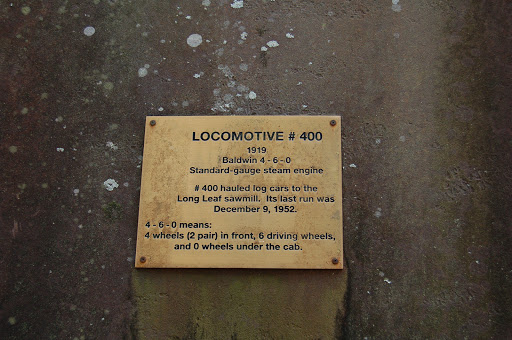 LOCOMOTIVE # 400
1919
Baldwin 4 - 6 - 0
Standard-gauge steam engine
# 400 hauled log cars to the
Long Leaf sawmill. Its last run was
December 9, 1952.
4 - 6 - 0 means:
4 wheels (2 pair) in front, 6 driving wheels,
and 0 wheels under the cab.